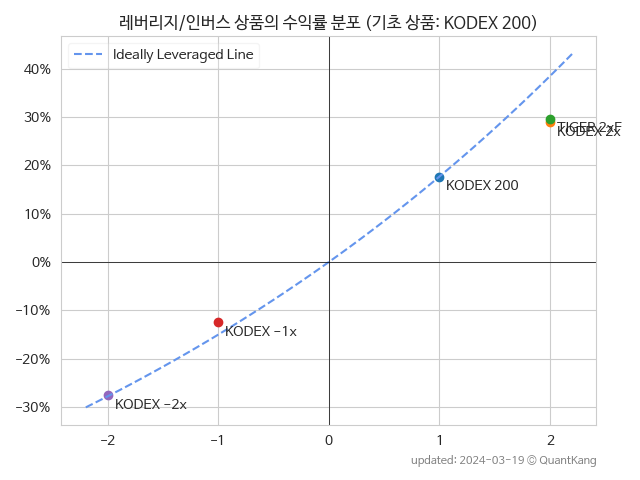 레버리지/인버스 상품의 수익률 분포 (기초 상품: KODEX 200)
Ideally Leveraged Line
40%
30%
20%
10%
0%
−10%
−20%
−30%
TIGER 2xF
KODEX 2x
KODEX 200
KODEX −1x
KODEX −2x
−2
−1
0
1
2
updated: 2024-03-19 © QuantKang